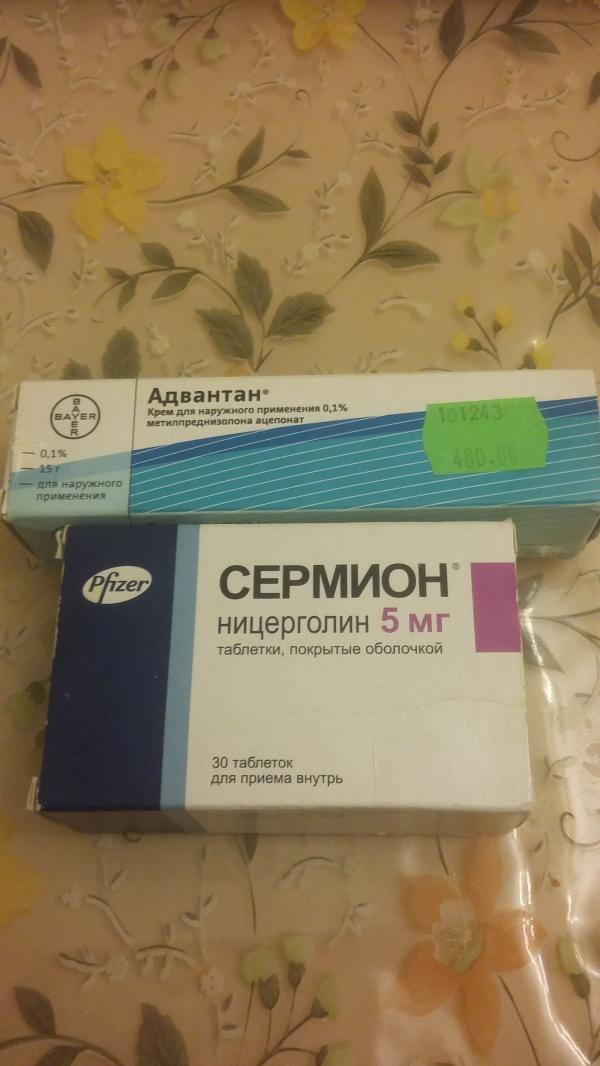 BAYER
BAYER
Адвантан®
Крем для наружного применения 0,1%
метилпреднизолона ацепонат
— 0,1%
— 15 г
— для наружного
применения
101243
480.00
Pfizer
СЕРМИОН®
ницерголин 5 мг
таблетки, покрытые оболочкой
30 таблеток
для приема внутрь